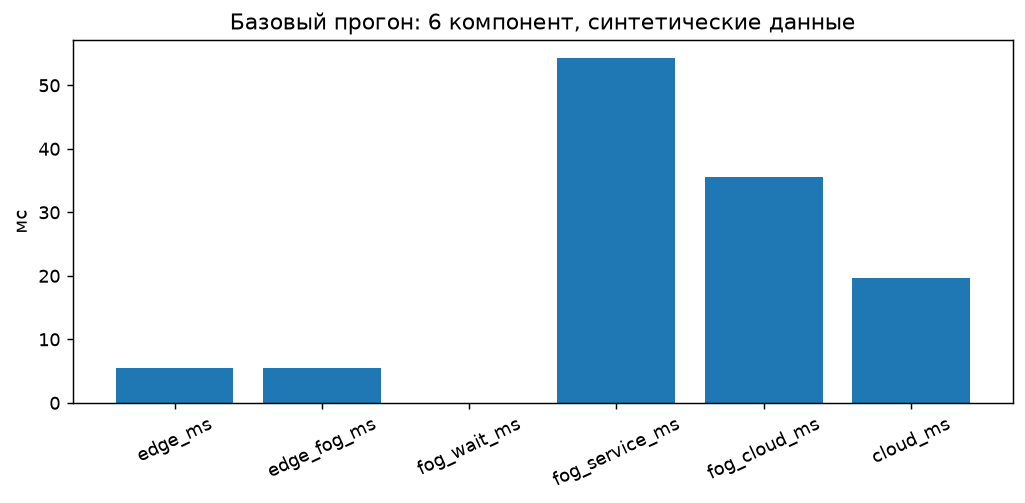 Базовый прогон: 6 компонент, синтетические данные
мс
50
40
30
20
10
0
edge_ms
edge_fog_ms
fog_wait_ms
fog_service_ms
fog_cloud_ms
cloud_ms